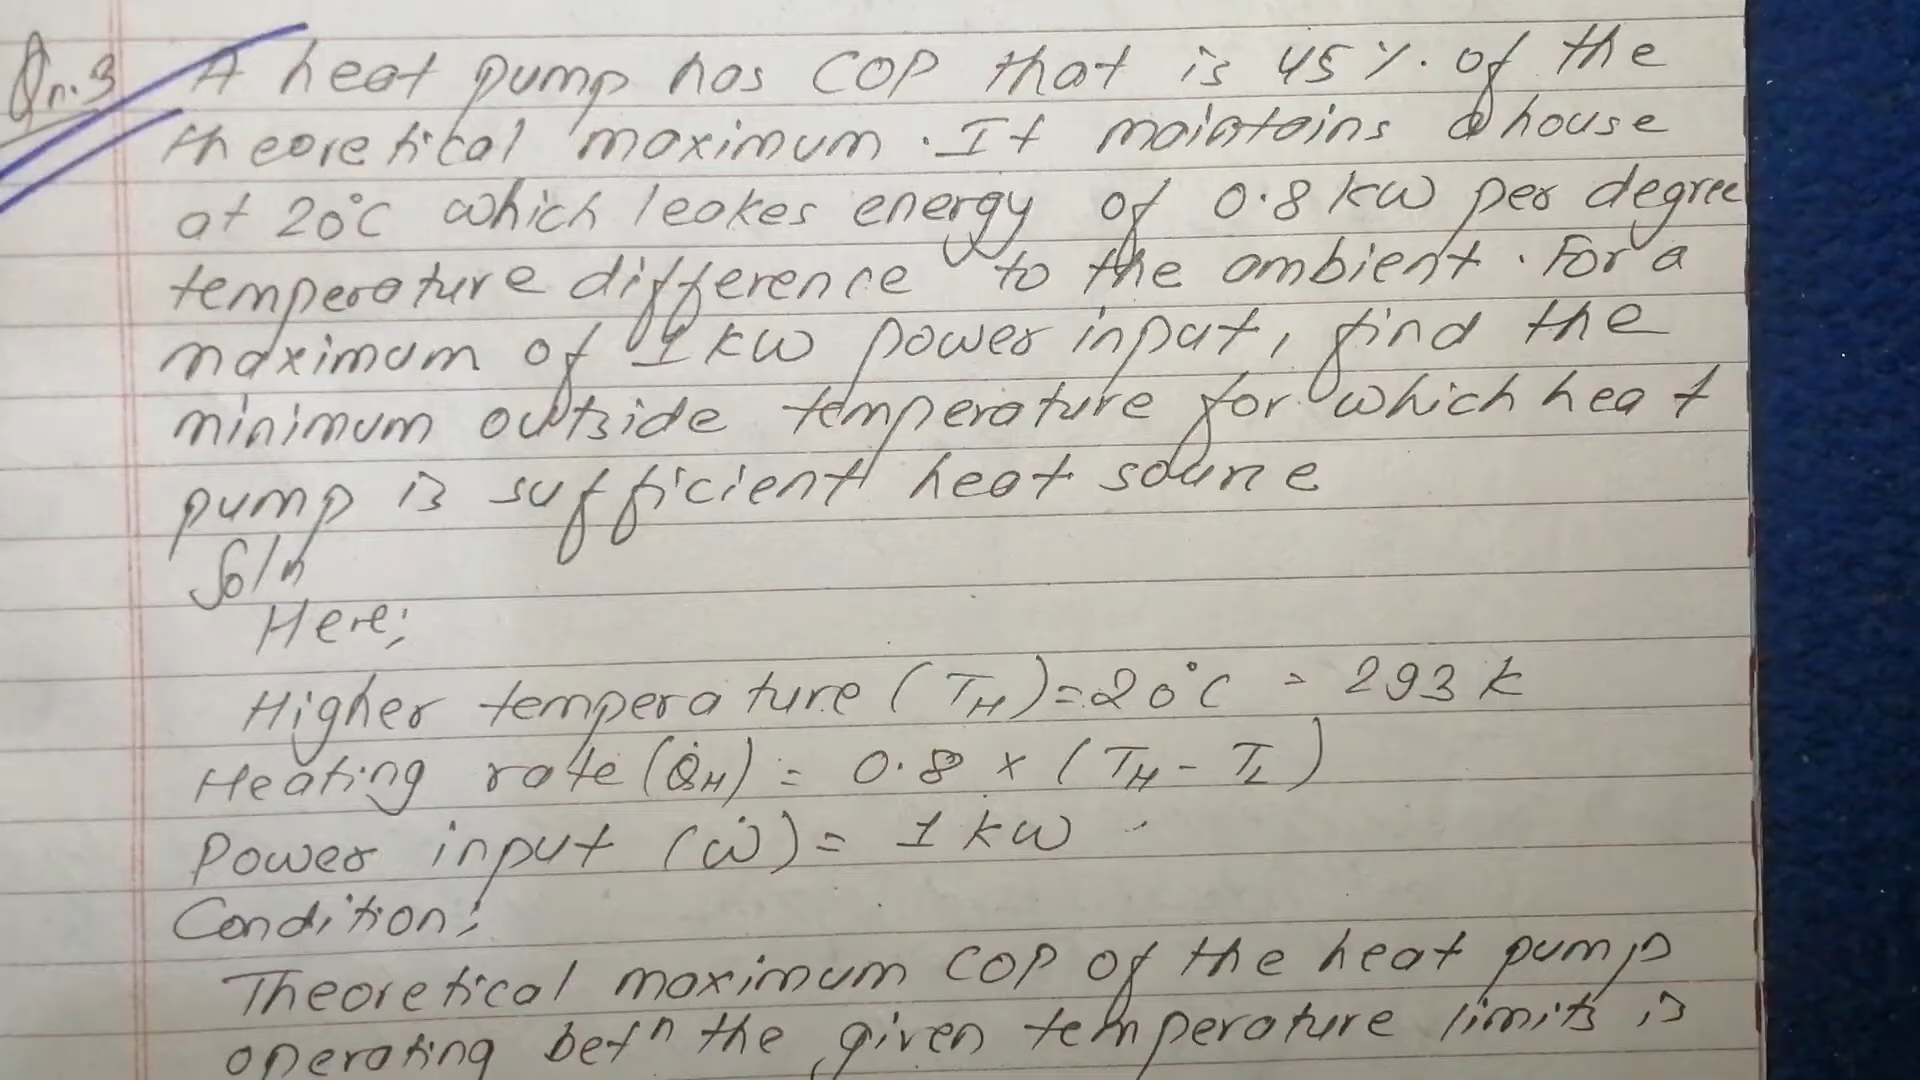 Qn.3 A heat pump has COP that is 45%. of the
theoretical maximum. It maintains a house
at 20°C which leakes energy of 0.8 kw per degree
temperature difference to the ambient. For a
maximum of 1 kw power input, find the
minimum outside temperature for which heat
pump is sufficient heat source
Soln
Here;
Higher temperature (TH) = 20°C = 293 k
Heating rate (Q̇H) = 0.8 × (TH - TL)
Power input (ẇ) = 1 kw
Condition;
Theoretical maximum COP of the heat pump
operating betn the given temperature limits is